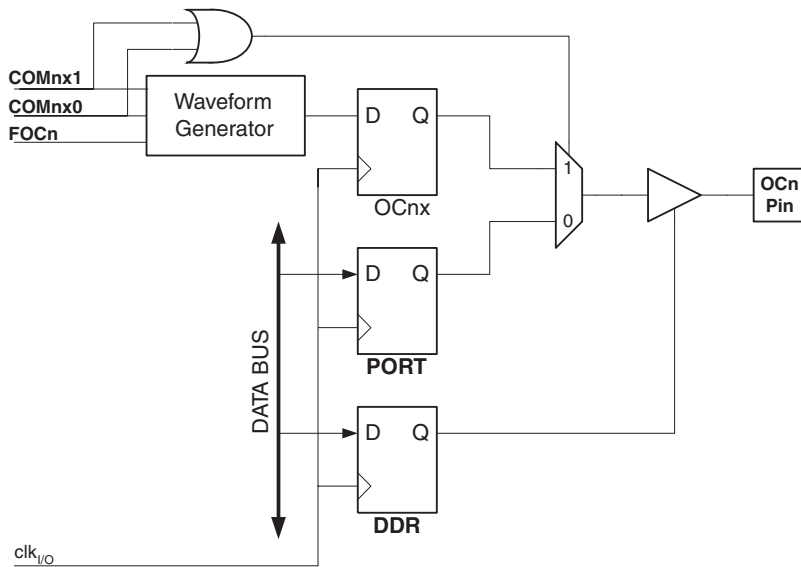 COMnx1
COMnx0
FOCn
Waveform
Generator
D Q
OCnx
1
0
OCn
Pin
D Q
PORT
DATA BUS
D Q
DDR
clkI/O